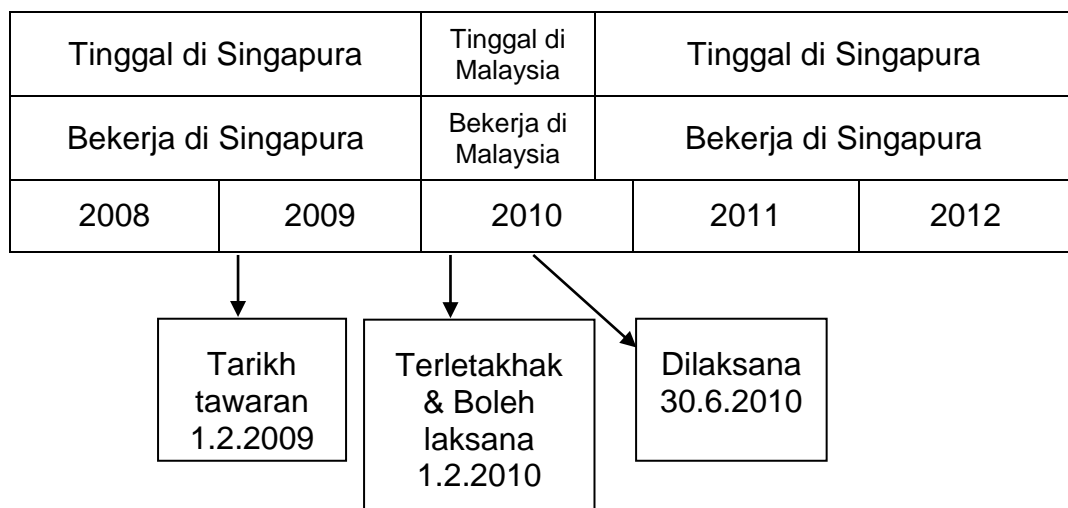 Tinggal di Singapura
Tinggal di
Malaysia
Tinggal di Singapura
Bekerja di Singapura
Bekerja di
Malaysia
Bekerja di Singapura
2008
2009
2010
2011
2012
Tarikh
tawaran
1.2.2009
Terletakhak
& Boleh
laksana
1.2.2010
Dilaksana
30.6.2010